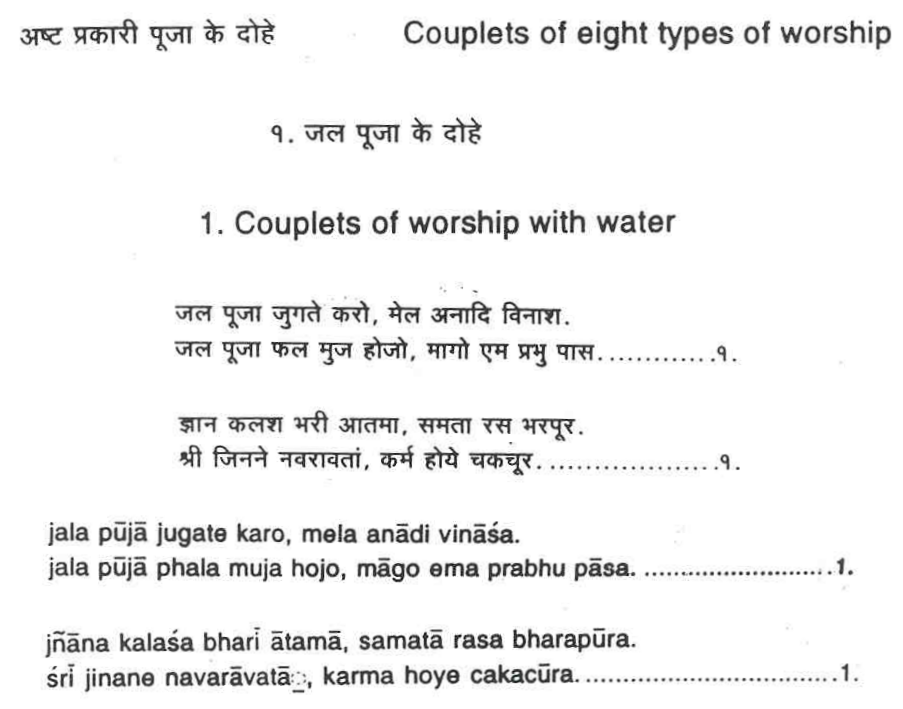 अष्ट प्रकारी पूजा के दोहे Couplets of eight types of worship
१. जल पूजा के दोहे
1. Couplets of worship with water
जल पूजा जुगते करो, मेल अनादि विनाश.
जल पूजा फल मुज होजो, मागो एम प्रभु पास.............१.
ज्ञान कलश भरी आतमा, समता रस भरपूर.
श्री जिनने नवरावतां, कर्म होये चकचूर....................१.
jala pūjā jugate karo, mela anādi vināśa.
jala pūjā phala muja hojo, māgo ema prabhu pāsa. ..........................1.
jñāna kalaśa bharī ātamā, samatā rasa bharapūra.
śrī jinane navarāvatā◌̱, karma hoye cakacūra. ..................................1.